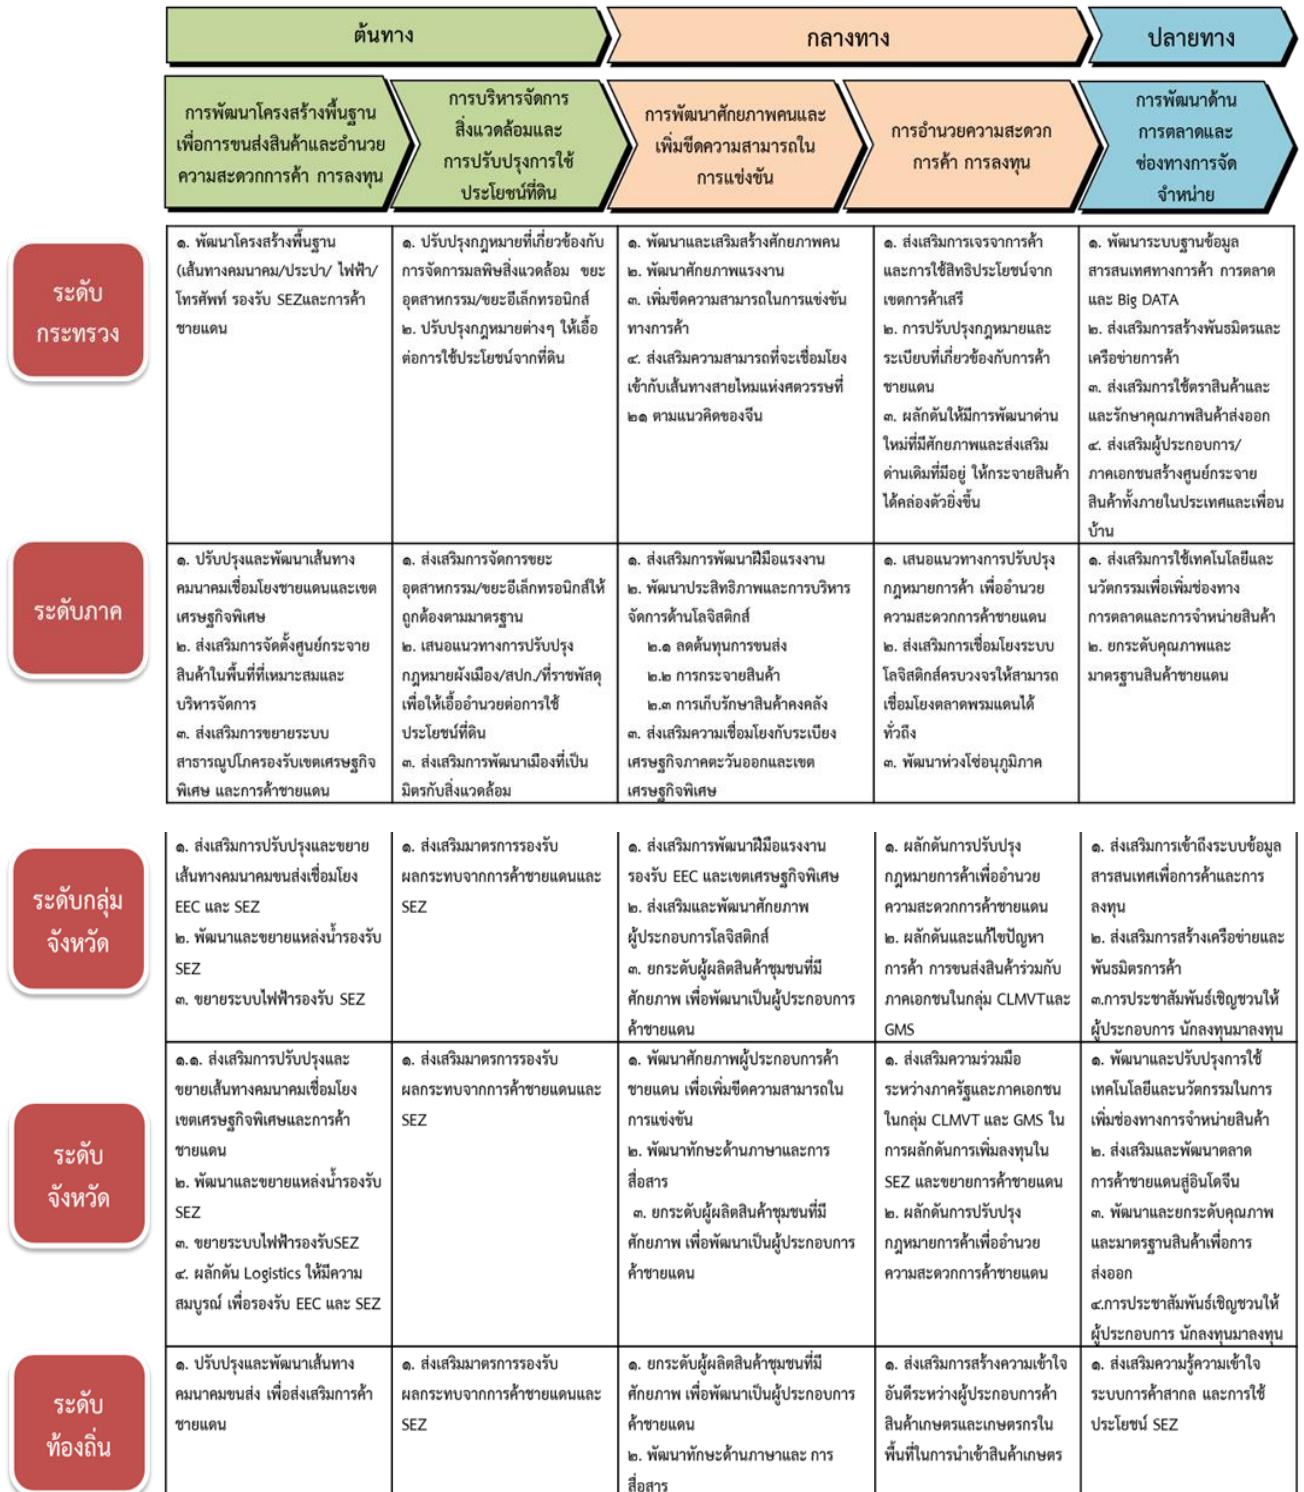 ต้นทาง
กลางทาง
ปลายทาง
การพัฒนาโครงสร้างพื้นฐาน
เพื่อการขนส่งสินค้าและอำนวย
ความสะดวกการค้า การลงทุน
การบริหารจัดการ
สิ่งแวดล้อมและ
การปรับปรุงการใช้
ประโยชน์ที่ดิน
การพัฒนาศักยภาพคนและ
เพิ่มขีดความสามารถใน
การแข่งขัน
การอำนวยความสะดวก
การค้า การลงทุน
การพัฒนาด้าน
การตลาดและ
ช่องทางการจัด
จำหน่าย
ระดับ
กระทรวง
๑. พัฒนาโครงสร้างพื้นฐาน
(เส้นทางคมนาคม/ประปา/ ไฟฟ้า/
โทรศัพท์ รองรับ SEZและการค้า
ชายแดน
๑. ปรับปรุงกฎหมายที่เกี่ยวข้องกับ
การจัดการมลพิษสิ่งแวดล้อม ขยะ
อุตสาหกรรม/ขยะอีเล็กทรอนิกส์
๒. ปรับปรุงกฎหมายต่างๆ ให้เอื้อ
ต่อการใช้ประโยชน์จากที่ดิน
๑. พัฒนาและเสริมสร้างศักยภาพคน
๒. พัฒนาศักยภาพแรงงาน
๓. เพิ่มขีดความสามารถในการแข่งขัน
ทางการค้า
๔. ส่งเสริมความสามารถที่จะเชื่อมโยง
เข้ากับเส้นทางสายไหมแห่งศตวรรษที่
๒๑ ตามแนวคิดของจีน
๑. ส่งเสริมการเจรจาการค้า
และการใช้สิทธิประโยชน์จาก
เขตการค้าเสรี
๒. การปรับปรุงกฎหมายและ
ระเบียบที่เกี่ยวข้องกับการค้า
ชายแดน
๓. ผลักดันให้มีการพัฒนาด่าน
ใหม่ที่มีศักยภาพและส่งเสริม
ด่านเดิมที่มีอยู่ ให้กระจายสินค้า
ได้คล่องตัวยิ่งขึ้น
๑. พัฒนาระบบฐานข้อมูล
สารสนเทศทางการค้า การตลาด
และ Big DATA
๒. ส่งเสริมการสร้างพันธมิตรและ
เครือข่ายการค้า
๓. ส่งเสริมการใช้ตราสินค้าและ
และรักษาคุณภาพสินค้าส่งออก
๔. ส่งเสริมผู้ประกอบการ/
ภาคเอกชนสร้างศูนย์กระจาย
สินค้าทั้งภายในประเทศและเพื่อน
บ้าน
ระดับภาค
๑. ปรับปรุงและพัฒนาเส้นทาง
คมนาคมเชื่อมโยงชายแดนและเขต
เศรษฐกิจพิเศษ
๒. ส่งเสริมการจัดตั้งศูนย์กระจาย
สินค้าในพื้นที่ที่เหมาะสมและ
บริหารจัดการ
๓. ส่งเสริมการขยายระบบ
สาธารณูปโภครองรับเขตเศรษฐกิจ
พิเศษ และการค้าชายแดน
๑. ส่งเสริมการจัดการขยะ
อุตสาหกรรม/ขยะอีเล็กทรอนิกส์ให้
ถูกต้องตามมาตรฐาน
๒. เสนอแนวทางการปรับปรุง
กฎหมายผังเมือง/สปก./ที่ราชพัสดุ
เพื่อให้เอื้ออำนวยต่อการใช้
ประโยชน์ที่ดิน
๓. ส่งเสริมการพัฒนาเมืองที่เป็น
มิตรกับสิ่งแวดล้อม
๑. ส่งเสริมการพัฒนาฝีมือแรงงาน
๒. พัฒนาประสิทธิภาพและการบริหาร
จัดการด้านโลจิสติกส์
๒.๑ ลดต้นทุนการขนส่ง
๒.๒ การกระจายสินค้า
๒.๓ การเก็บรักษาสินค้าคงคลัง
๓. ส่งเสริมความเชื่อมโยงกับระเบียง
เศรษฐกิจภาคตะวันออกและเขต
เศรษฐกิจพิเศษ
๑. เสนอแนวทางการปรับปรุง
กฎหมายการค้า เพื่ออำนวย
ความสะดวกการค้าชายแดน
๒. ส่งเสริมการเชื่อมโยงระบบ
โลจิสติกส์ครบวงจรให้สามารถ
เชื่อมโยงตลาดพรมแดนได้
ทั่วถึง
๓. พัฒนาห่วงโซ่อนุภูมิภาค
๑. ส่งเสริมการใช้เทคโนโลยีและ
นวัตกรรมเพื่อเพิ่มช่องทาง
การตลาดและการจำหน่ายสินค้า
๒. ยกระดับคุณภาพและ
มาตรฐานสินค้าชายแดน
ระดับกลุ่ม
จังหวัด
๑. ส่งเสริมการปรับปรุงและขยาย
เส้นทางคมนาคมขนส่งเชื่อมโยง
EEC และ SEZ
๒. พัฒนาและขยายแหล่งน้ำรองรับ
SEZ
๓. ขยายระบบไฟฟ้ารองรับ SEZ
๑. ส่งเสริมมาตรการรองรับ
ผลกระทบจากการค้าชายแดนและ
SEZ
๑. ส่งเสริมการพัฒนาฝีมือแรงงาน
รองรับ EEC และเขตเศรษฐกิจพิเศษ
๒. ส่งเสริมและพัฒนาศักยภาพ
ผู้ประกอบการโลจิสติกส์
๓. ยกระดับผู้ผลิตสินค้าชุมชนที่มี
ศักยภาพ เพื่อพัฒนาเป็นผู้ประกอบการ
ค้าชายแดน
๑. ผลักดันการปรับปรุง
กฎหมายการค้าเพื่ออำนวย
ความสะดวกการค้าชายแดน
๒. ผลักดันและแก้ไขปัญหา
การค้า การขนส่งสินค้าร่วมกับ
ภาคเอกชนในกลุ่ม CLMVTและ
GMS
๑. ส่งเสริมการเข้าถึงระบบข้อมูล
สารสนเทศเพื่อการค้าและการ
ลงทุน
๒. ส่งเสริมการสร้างเครือข่ายและ
พันธมิตรการค้า
๓.การประชาสัมพันธ์เชิญชวนให้
ผู้ประกอบการ นักลงทุนมาลงทุน
ระดับ
จังหวัด
๑.๑. ส่งเสริมการปรับปรุงและ
ขยายเส้นทางคมนาคมเชื่อมโยง
เขตเศรษฐกิจพิเศษและการค้า
ชายแดน
๒. พัฒนาและขยายแหล่งน้ำรองรับ
SEZ
๓. ขยายระบบไฟฟ้ารองรับSEZ
๔. ผลักดัน Logistics ให้มีความ
สมบูรณ์ เพื่อรองรับ EEC และ SEZ
๑. ส่งเสริมมาตรการรองรับ
ผลกระทบจากการค้าชายแดนและ
SEZ
๑. พัฒนาศักยภาพผู้ประกอบการค้า
ชายแดน เพื่อเพิ่มขีดความสามารถใน
การแข่งขัน
๒. พัฒนาทักษะด้านภาษาและการ
สื่อสาร
๓. ยกระดับผู้ผลิตสินค้าชุมชนที่มี
ศักยภาพ เพื่อพัฒนาเป็นผู้ประกอบการ
ค้าชายแดน
๑. ส่งเสริมความร่วมมือ
ระหว่างภาครัฐและภาคเอกชน
ในกลุ่ม CLMVT และ GMS ใน
การผลักดันการเพิ่มลงทุนใน
SEZ และขยายการค้าชายแดน
๒. ผลักดันการปรับปรุง
กฎหมายการค้าเพื่ออำนวย
ความสะดวกการค้าชายแดน
๑. พัฒนาและปรับปรุงการใช้
เทคโนโลยีและนวัตกรรมในการ
เพิ่มช่องทางการจำหน่ายสินค้า
๒. ส่งเสริมและพัฒนาตลาด
การค้าชายแดนสู่อินโดจีน
๓. พัฒนาและยกระดับคุณภาพ
และมาตรฐานสินค้าเพื่อการ
ส่งออก
๔.การประชาสัมพันธ์เชิญชวนให้
ผู้ประกอบการ นักลงทุนมาลงทุน
ระดับ
ท้องถิ่น
๑. ปรับปรุงและพัฒนาเส้นทาง
คมนาคมขนส่ง เพื่อส่งเสริมการค้า
ชายแดน
๑. ส่งเสริมมาตรการรองรับ
ผลกระทบจากการค้าชายแดนและ
SEZ
๑. ยกระดับผู้ผลิตสินค้าชุมชนที่มี
ศักยภาพ เพื่อพัฒนาเป็นผู้ประกอบการ
ค้าชายแดน
๒. พัฒนาทักษะด้านภาษาและ การ
สื่อสาร
๑. ส่งเสริมการสร้างความเข้าใจ
อันดีระหว่างผู้ประกอบการค้า
สินค้าเกษตรและเกษตรกรใน
พื้นที่ในการนำเข้าสินค้าเกษตร
๑. ส่งเสริมความรู้ความเข้าใจ
ระบบการค้าสากล และการใช้
ประโยชน์ SEZ